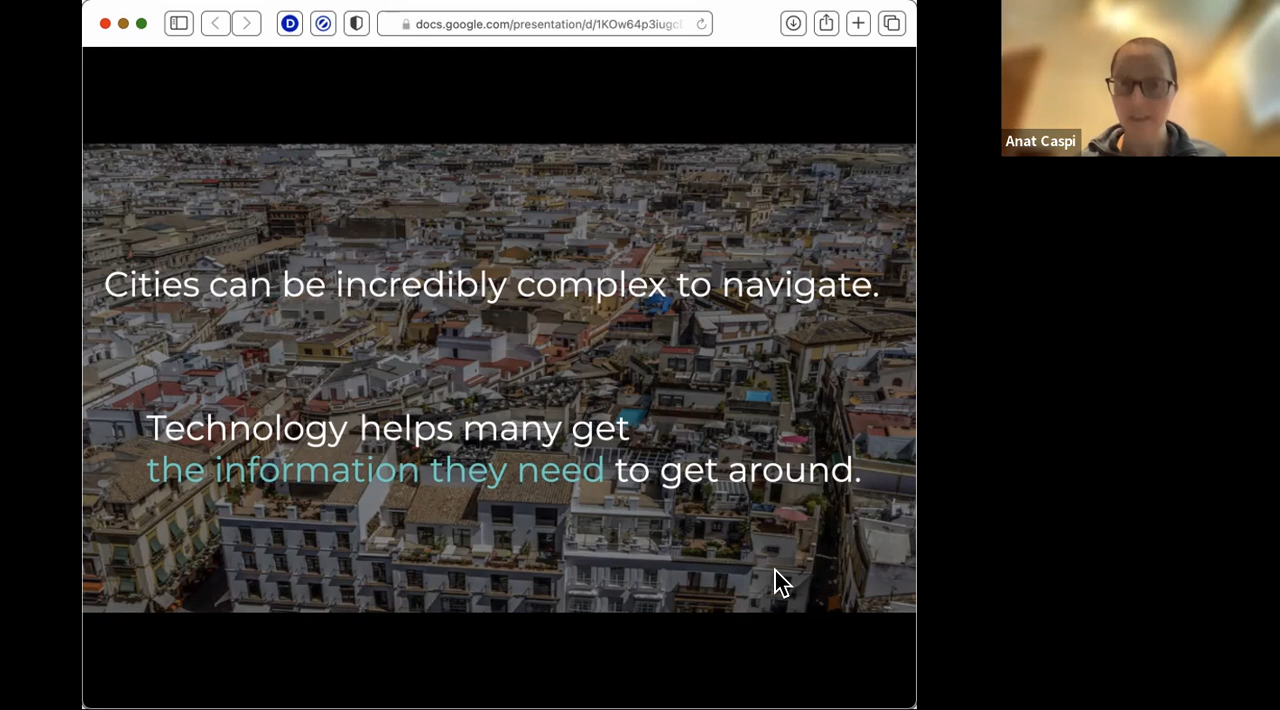 D
docs.google.com/presentation/d/1KOw64p3iugc
Anat Caspi
Cities can be incredibly complex to navigate.
Technology helps many get
the information they need to get around.